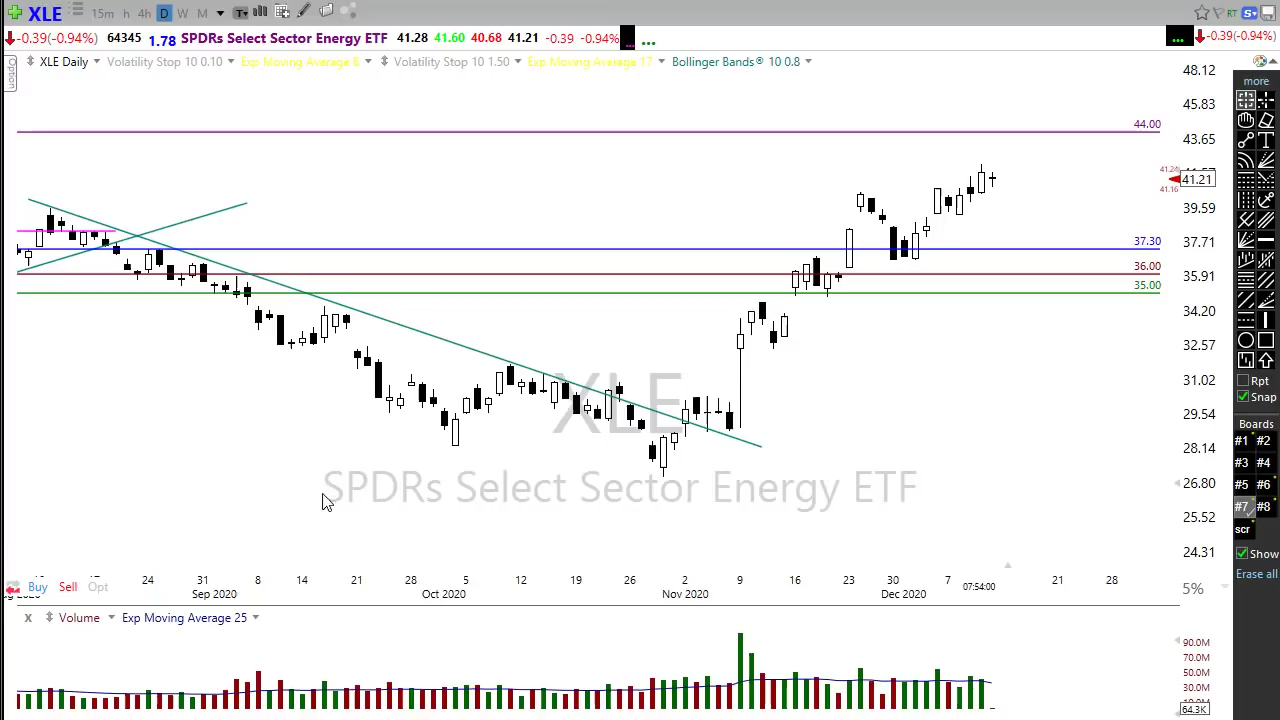 XLE 15m h 4h D W M T
-0.39(-0.94%) 64345 1.78 SPDRs Select Sector Energy ETF 41.28 41.60 40.68 41.21 -0.39 -0.94% ... ... ... -0.39(-0.94%)
Option
XLE Daily Volatility Stop 10 0.10 Exp Moving Average 8 Volatility Stop 10 1.50 Exp Moving Average 17 Bollinger Bands® 10 0.8
RT S
48.12
more
45.83
44.00
43.65
41.24
41.21
41.16
39.59
37.30
37.71
36.00
35.91
35.00
34.20
32.57
31.02
Rpt
Snap
29.54
Boards
#1 #2
28.14
#3 #4
26.80
#5 #6
#7 #8
25.52
scr
24.31
Show
Erase all
XLE
SPDRs Select Sector Energy ETF
24 31 8 14 21 28 5 12 19 26 2 9 16 23 30 7 07:54:00 21 28
Buy Sell Opt
Sep 2020 Oct 2020 Nov 2020 Dec 2020
5%
x Volume Exp Moving Average 25
90.0M
70.0M
50.0M
30.0M
64.3K